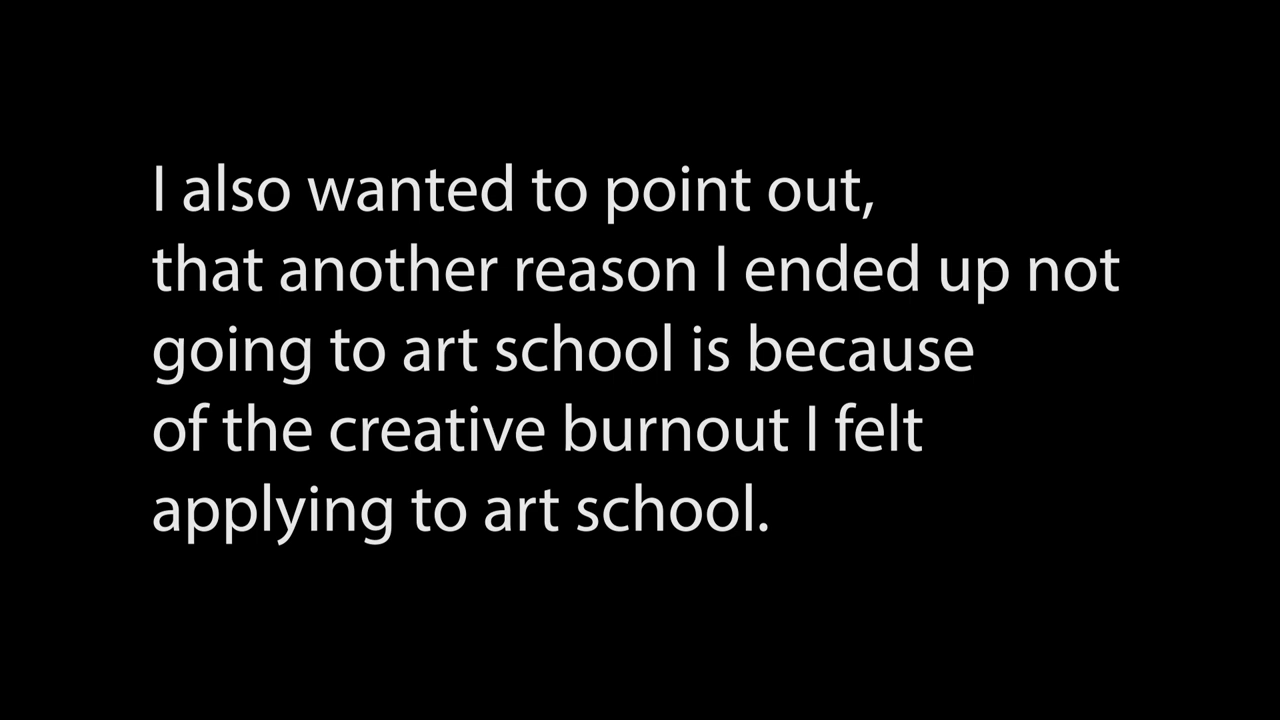 I also wanted to point out,
that another reason I ended up not
going to art school is because
of the creative burnout I felt
applying to art school.